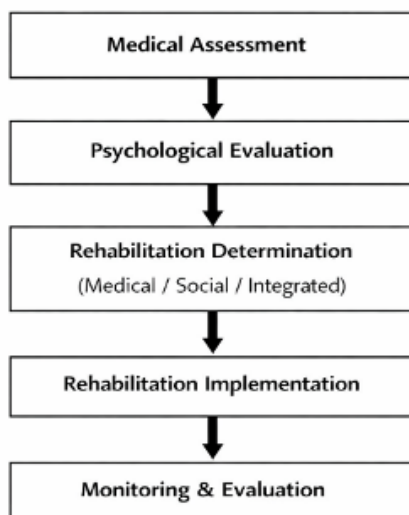 Medical Assessment
Psychological Evaluation
Rehabilitation Determination
(Medical / Social / Integrated)
Rehabilitation Implementation
Monitoring & Evaluation